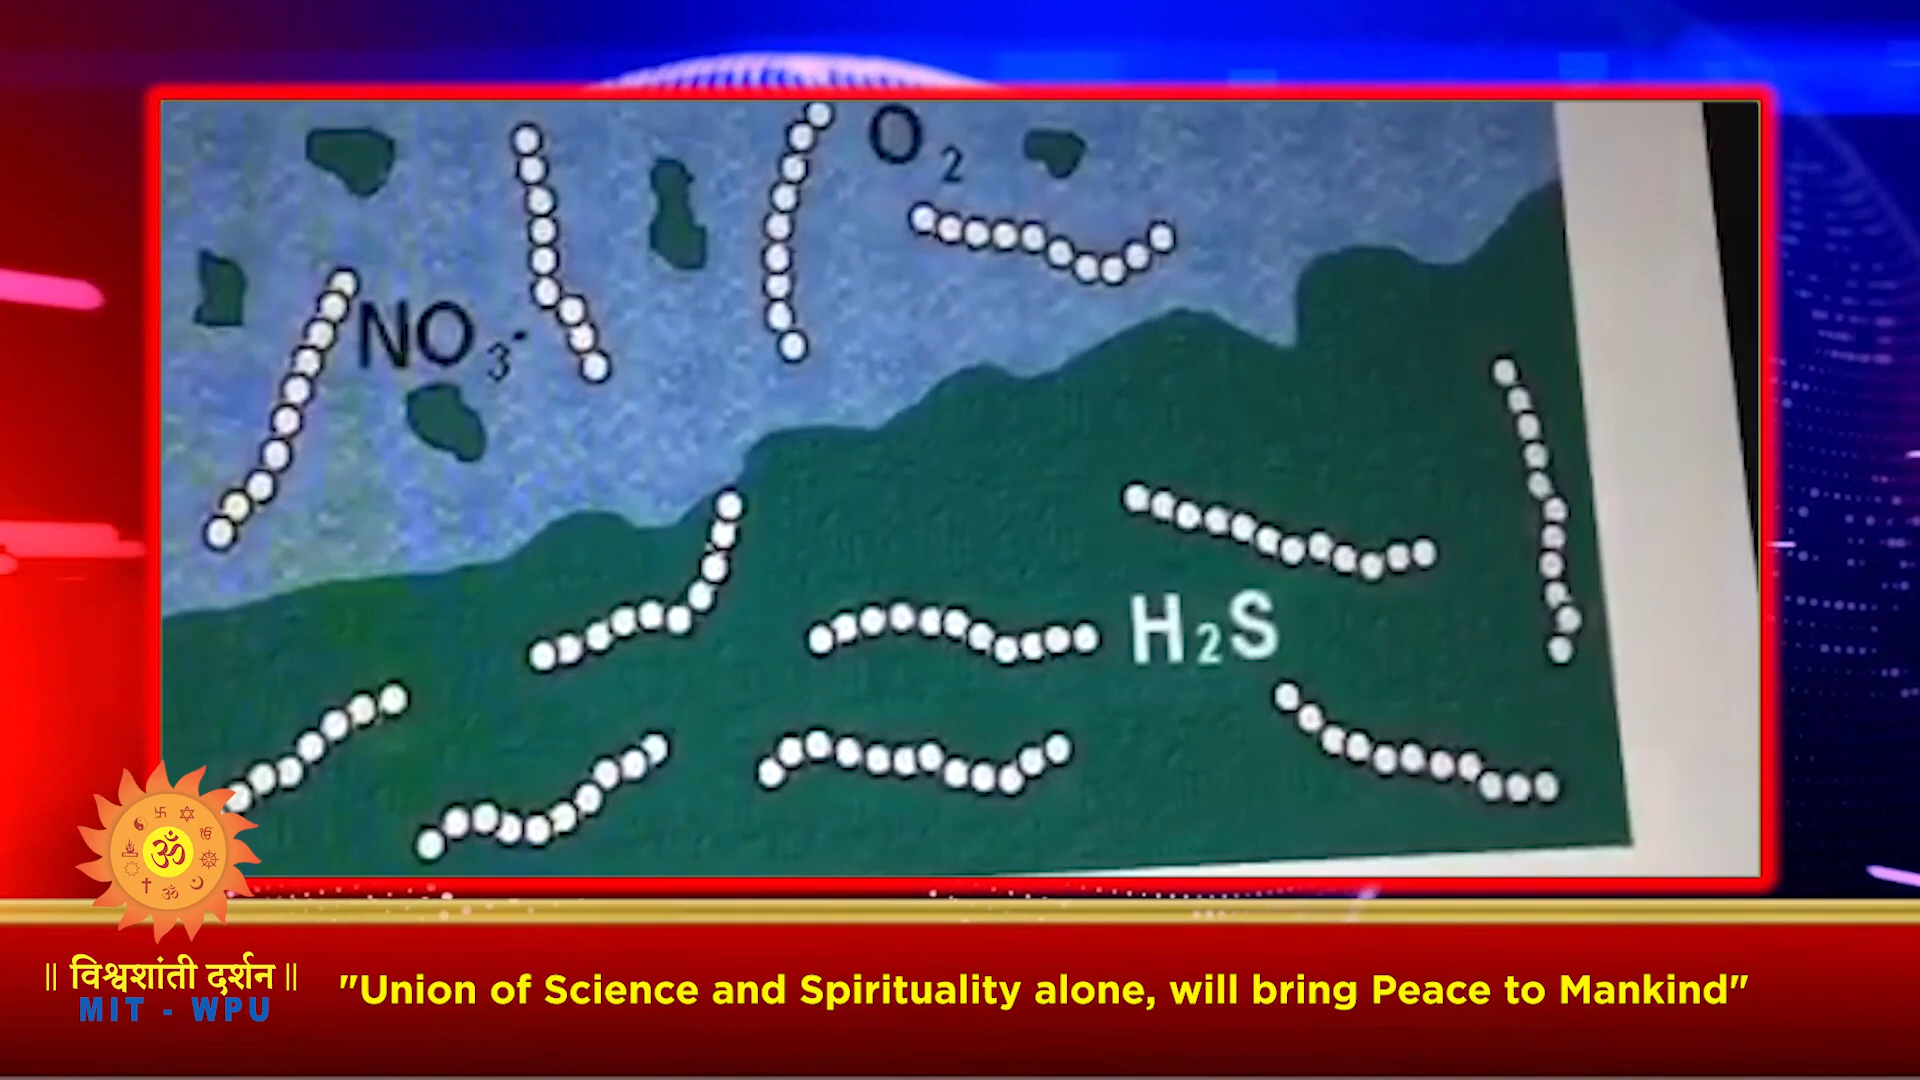 O₂
NO₃⁻
H₂S
|| विश्वशांती दर्शन ||
MIT - WPU
"Union of Science and Spirituality alone, will bring Peace to Mankind"